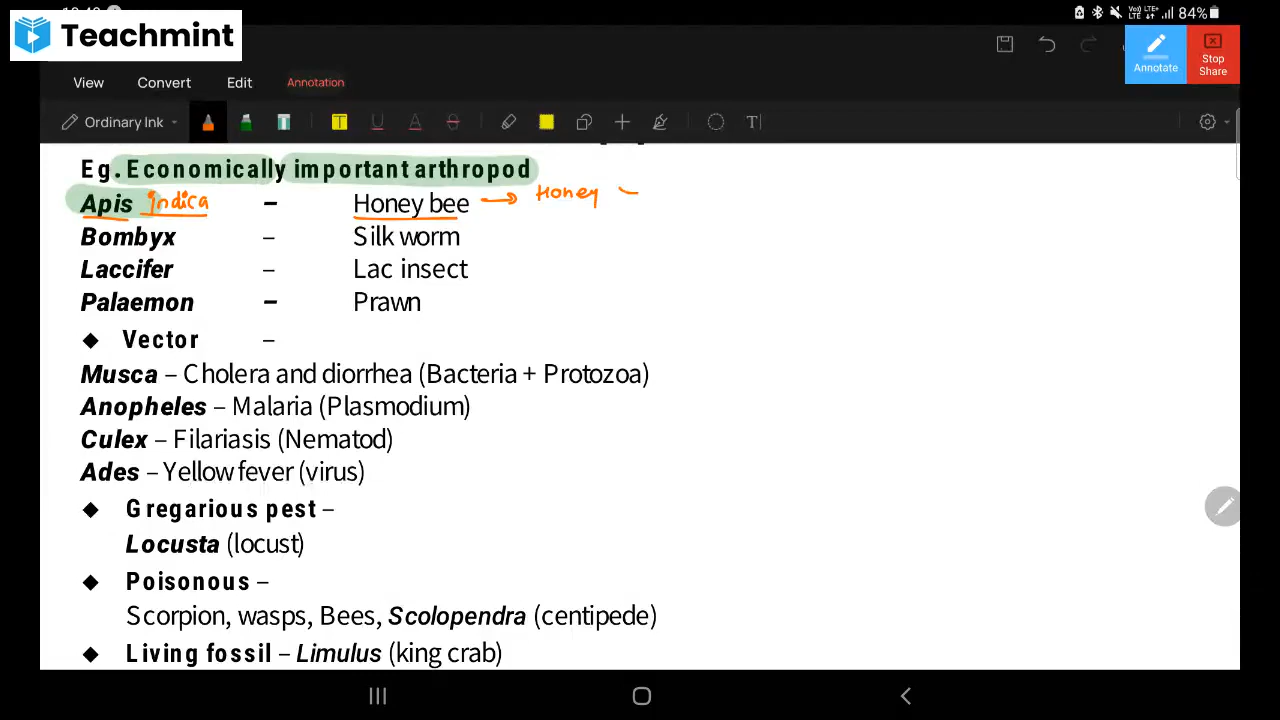 Teachmint
84%
View Convert Edit Annotation
Annotate
Stop Share
Ordinary Ink
Eg. Economically important arthropod
Apis indica – Honey bee → Honey
Bombyx – Silk worm
Laccifer – Lac insect
Palaemon – Prawn
◆ Vector –
Musca – Cholera and diorrhea (Bacteria + Protozoa)
Anopheles – Malaria (Plasmodium)
Culex – Filariasis (Nematod)
Ades – Yellow fever (virus)
◆ Gregarious pest –
Locusta (locust)
◆ Poisonous –
Scorpion, wasps, Bees, Scolopendra (centipede)
◆ Living fossil – Limulus (king crab)